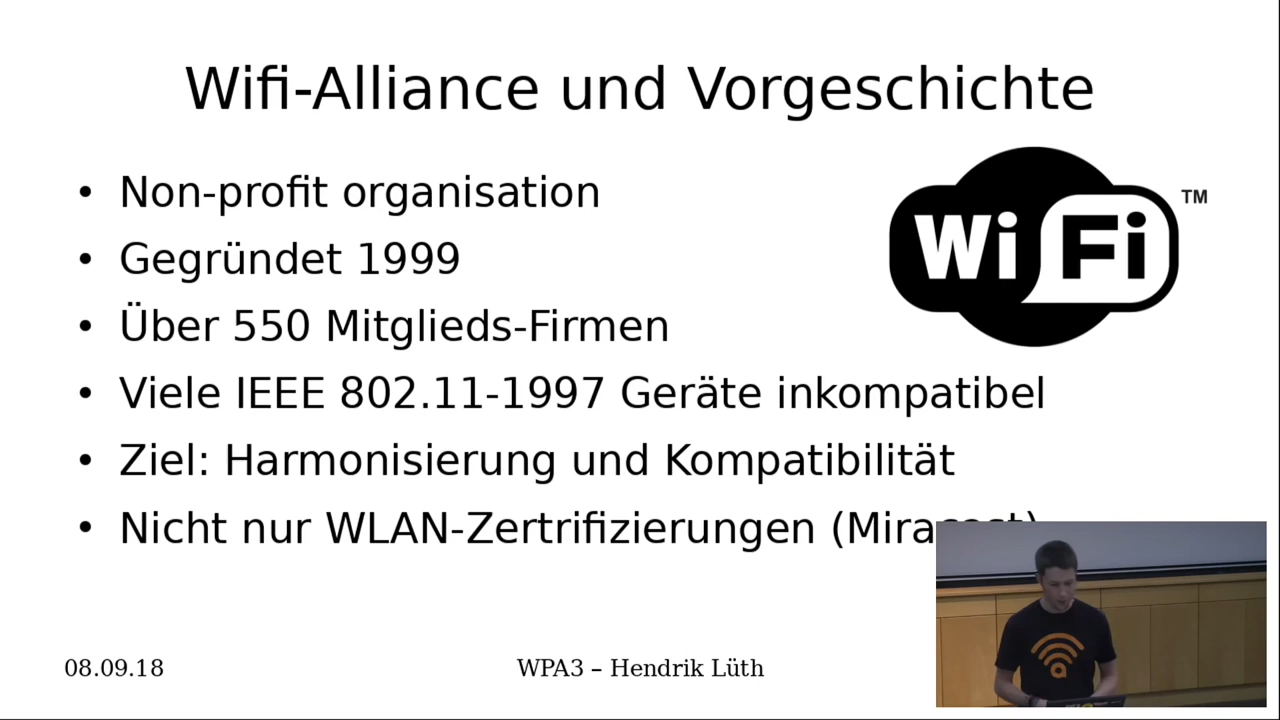 Wifi-Alliance und Vorgeschichte
• Non-profit organisation
• Gegründet 1999
• Über 550 Mitglieds-Firmen
• Viele IEEE 802.11-1997 Geräte inkompatibel
• Ziel: Harmonisierung und Kompatibilität
• Nicht nur WLAN-Zertrifizierungen (Miracast)
Wi Fi TM
08.09.18
WPA3 – Hendrik Lüth